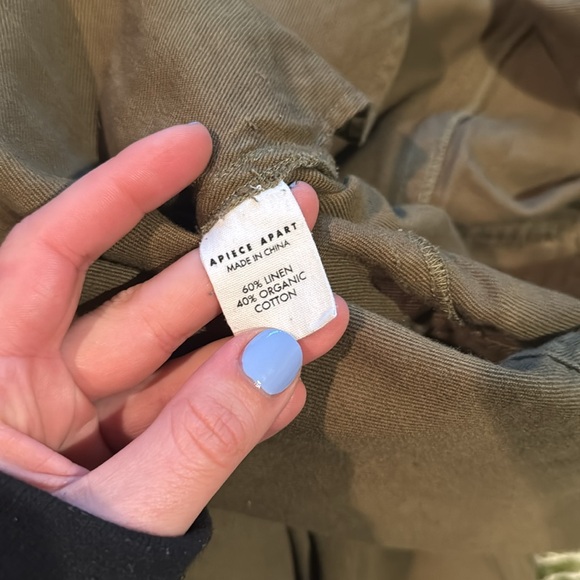 APIECE APART
MADE IN CHINA
60% LINEN
40% ORGANIC
COTTON